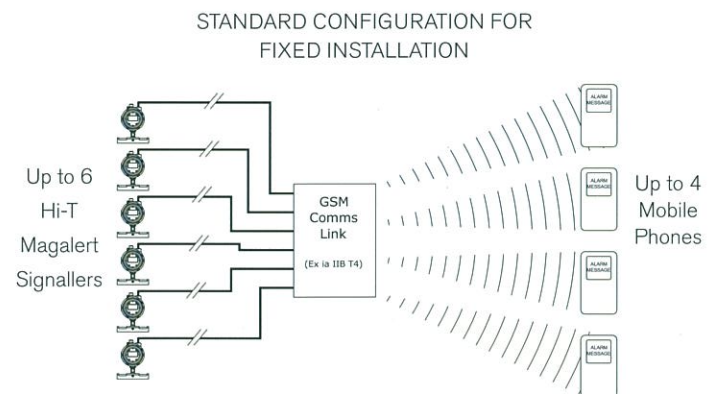 STANDARD CONFIGURATION FOR
FIXED INSTALLATION
Up to 6
Hi-T
Magalert
Signallers
GSM
Comms
Link
(Ex ia IIB T4)
ALARM
MESSAGE
ALARM
MESSAGE
ALARM
MESSAGE
ALARM
MESSAGE
Up to 4
Mobile
Phones